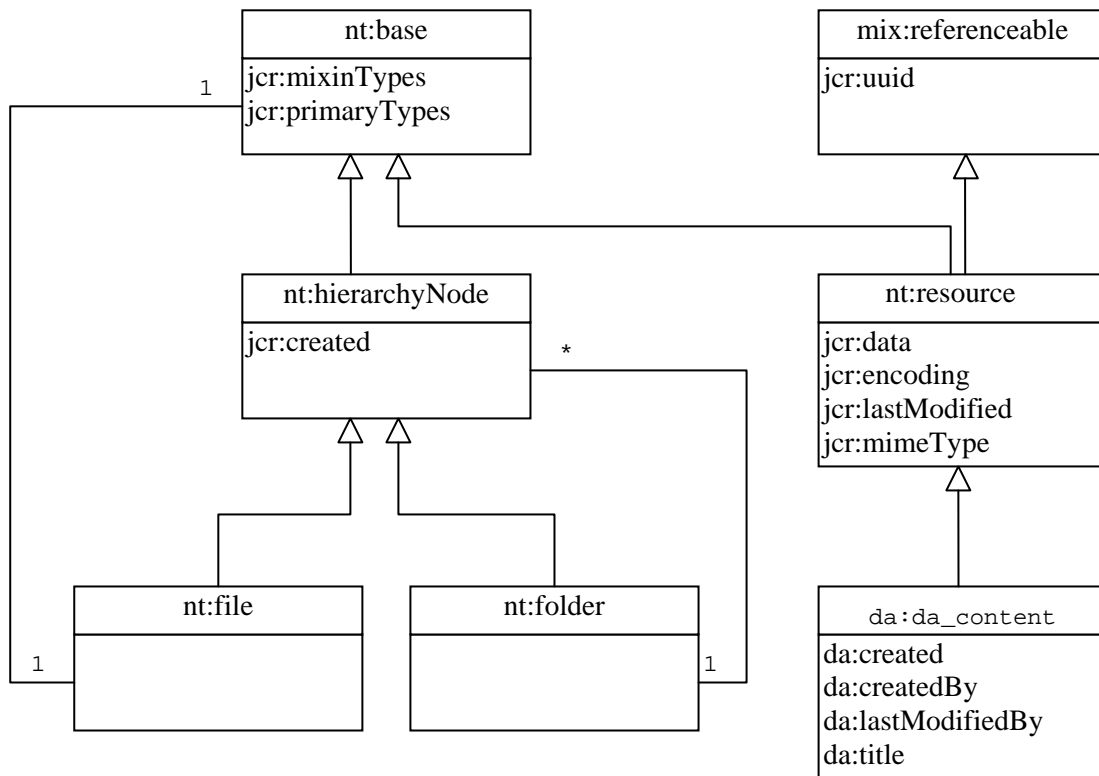 nt:base
jcr:mixinTypes
jcr:primaryTypes
mix:referenceable
jcr:uuid
1
nt:hierarchyNode
jcr:created
*
nt:resource
jcr:data
jcr:encoding
jcr:lastModified
jcr:mimeType
nt:file
1
nt:folder
1
da:da_content
da:created
da:createdBy
da:lastModifiedBy
da:title